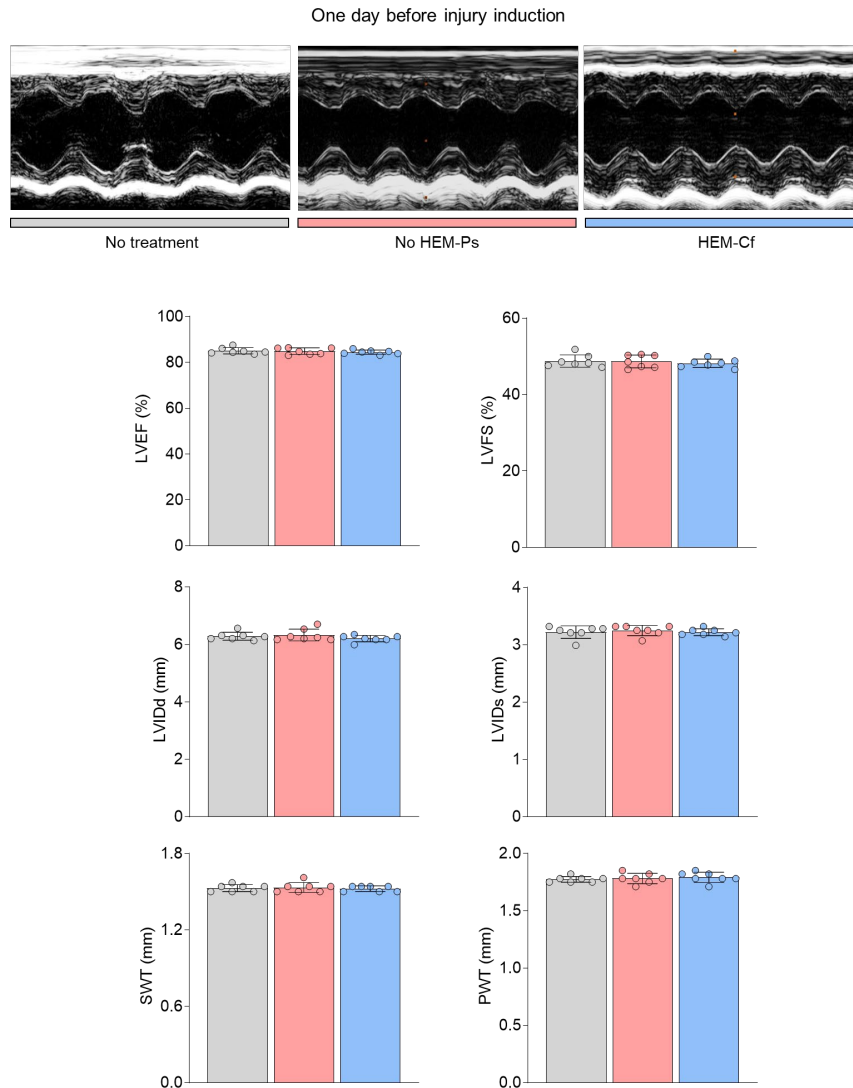 One day before injury induction
No treatment
No HEM-Ps
HEM-Cf
100
80
60
40
20
0
LVEF (%)
60
40
20
0
LVFS (%)
8
6
4
2
0
LVIDd (mm)
4
3
2
1
0
LVIDs (mm)
1.8
1.2
0.6
0.0
SWT (mm)
2.0
1.5
1.0
0.5
0.0
PWT (mm)